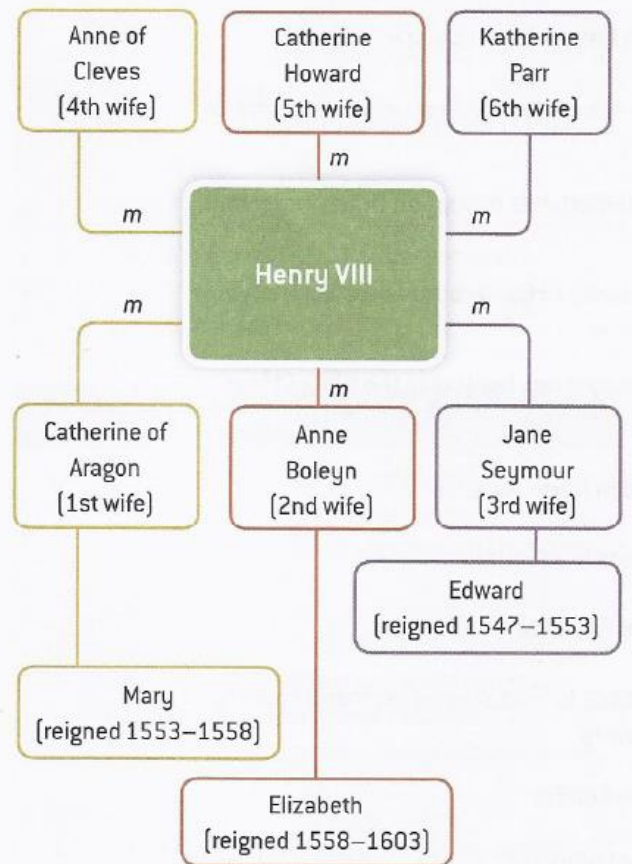 Anne of
Cleves
(4th wife)
Catherine
Howard
(5th wife)
Katherine
Parr
(6th wife)
m
m
m
Henry VIII
m
m
m
Catherine of
Aragon
(1st wife)
Anne
Boleyn
(2nd wife)
Jane
Seymour
(3rd wife)
Edward
(reigned 1547–1553)
Mary
(reigned 1553–1558)
Elizabeth
(reigned 1558–1603)